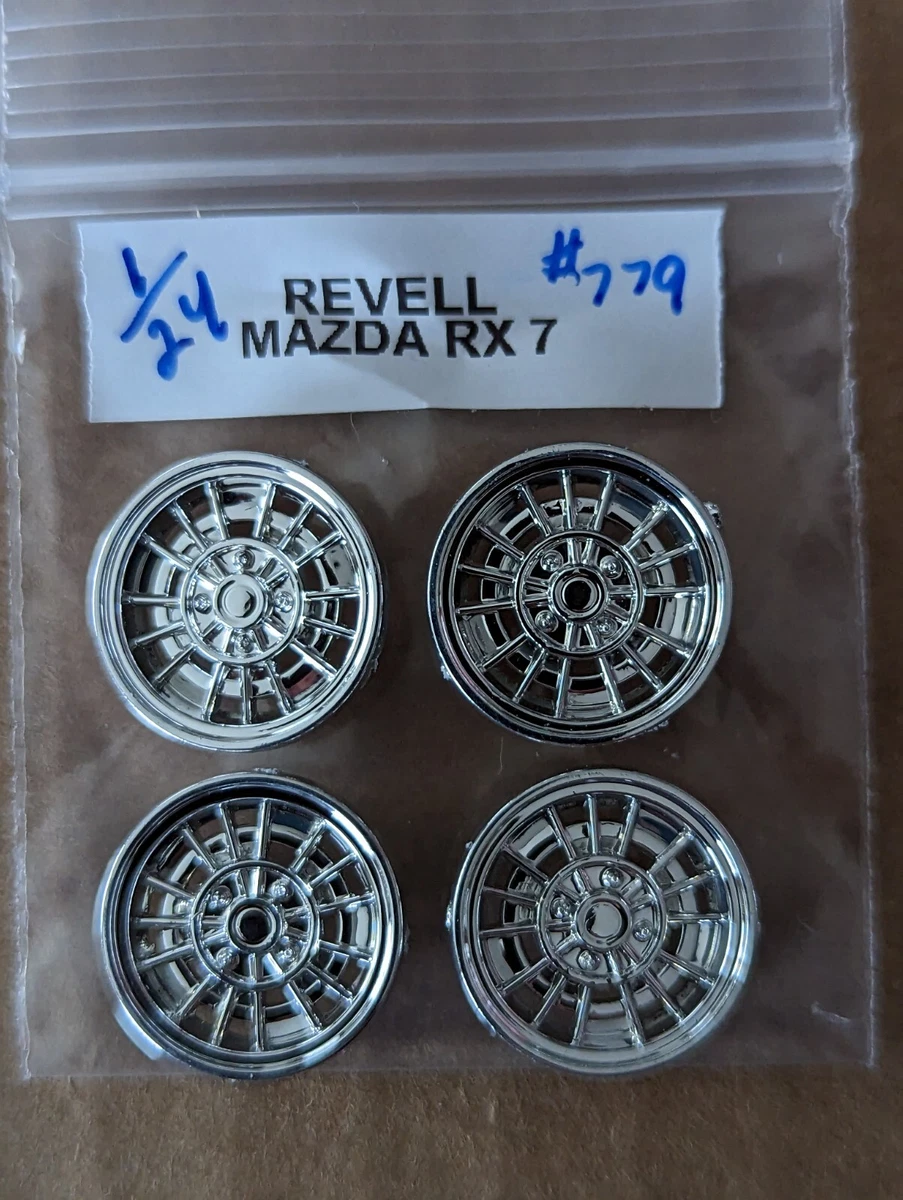 1/24
REVELL
#779
MAZDA RX 7